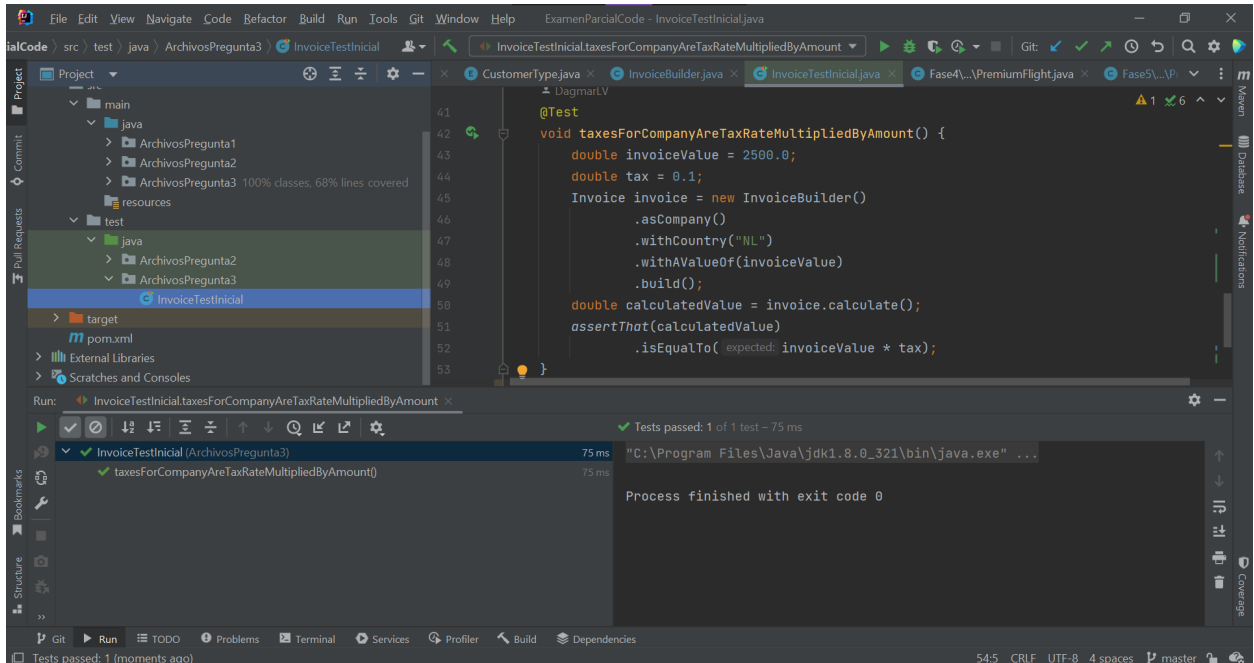 File Edit View Navigate Code Refactor Build Run Tools Git Window Help ExamenParcialCode - InvoiceTestInicial.java
ialCode src test java ArchivosPregunta3 InvoiceTestInicial InvoiceTestInicial.taxesForCompanyAreTaxRateMultipliedByAmount Git:
Project
CustomerType.java InvoiceBuilder.java InvoiceTestInicial.java Fase4\...\PremiumFlight.java Fase5\...\P
src
main
java
ArchivosPregunta1
ArchivosPregunta2
ArchivosPregunta3 100% classes, 68% lines covered
resources
test
java
ArchivosPregunta2
ArchivosPregunta3
InvoiceTestInicial
target
pom.xml
External Libraries
Scratches and Consoles
DagmarLV
1 6
41 @Test
42 void taxesForCompanyAreTaxRateMultipliedByAmount() {
43 double invoiceValue = 2500.0;
44 double tax = 0.1;
45 Invoice invoice = new InvoiceBuilder()
46 .asCompany()
47 .withCountry("NL")
48 .withAValueOf(invoiceValue)
49 .build();
50 double calculatedValue = invoice.calculate();
51 assertThat(calculatedValue)
52 .isEqualTo( expected: invoiceValue * tax);
53 }
Project
Commit
Pull Requests
Bookmarks
Structure
Maven
Database
Notifications
Coverage
Run: InvoiceTestInicial.taxesForCompanyAreTaxRateMultipliedByAmount
Tests passed: 1 of 1 test – 75 ms
InvoiceTestInicial (ArchivosPregunta3) 75 ms
taxesForCompanyAreTaxRateMultipliedByAmount() 75 ms
"C:\Program Files\Java\jdk1.8.0_321\bin\java.exe" ...
Process finished with exit code 0
Git Run TODO Problems Terminal Services Profiler Build Dependencies
Tests passed: 1 (moments ago) 54:5 CRLF UTF-8 4 spaces master